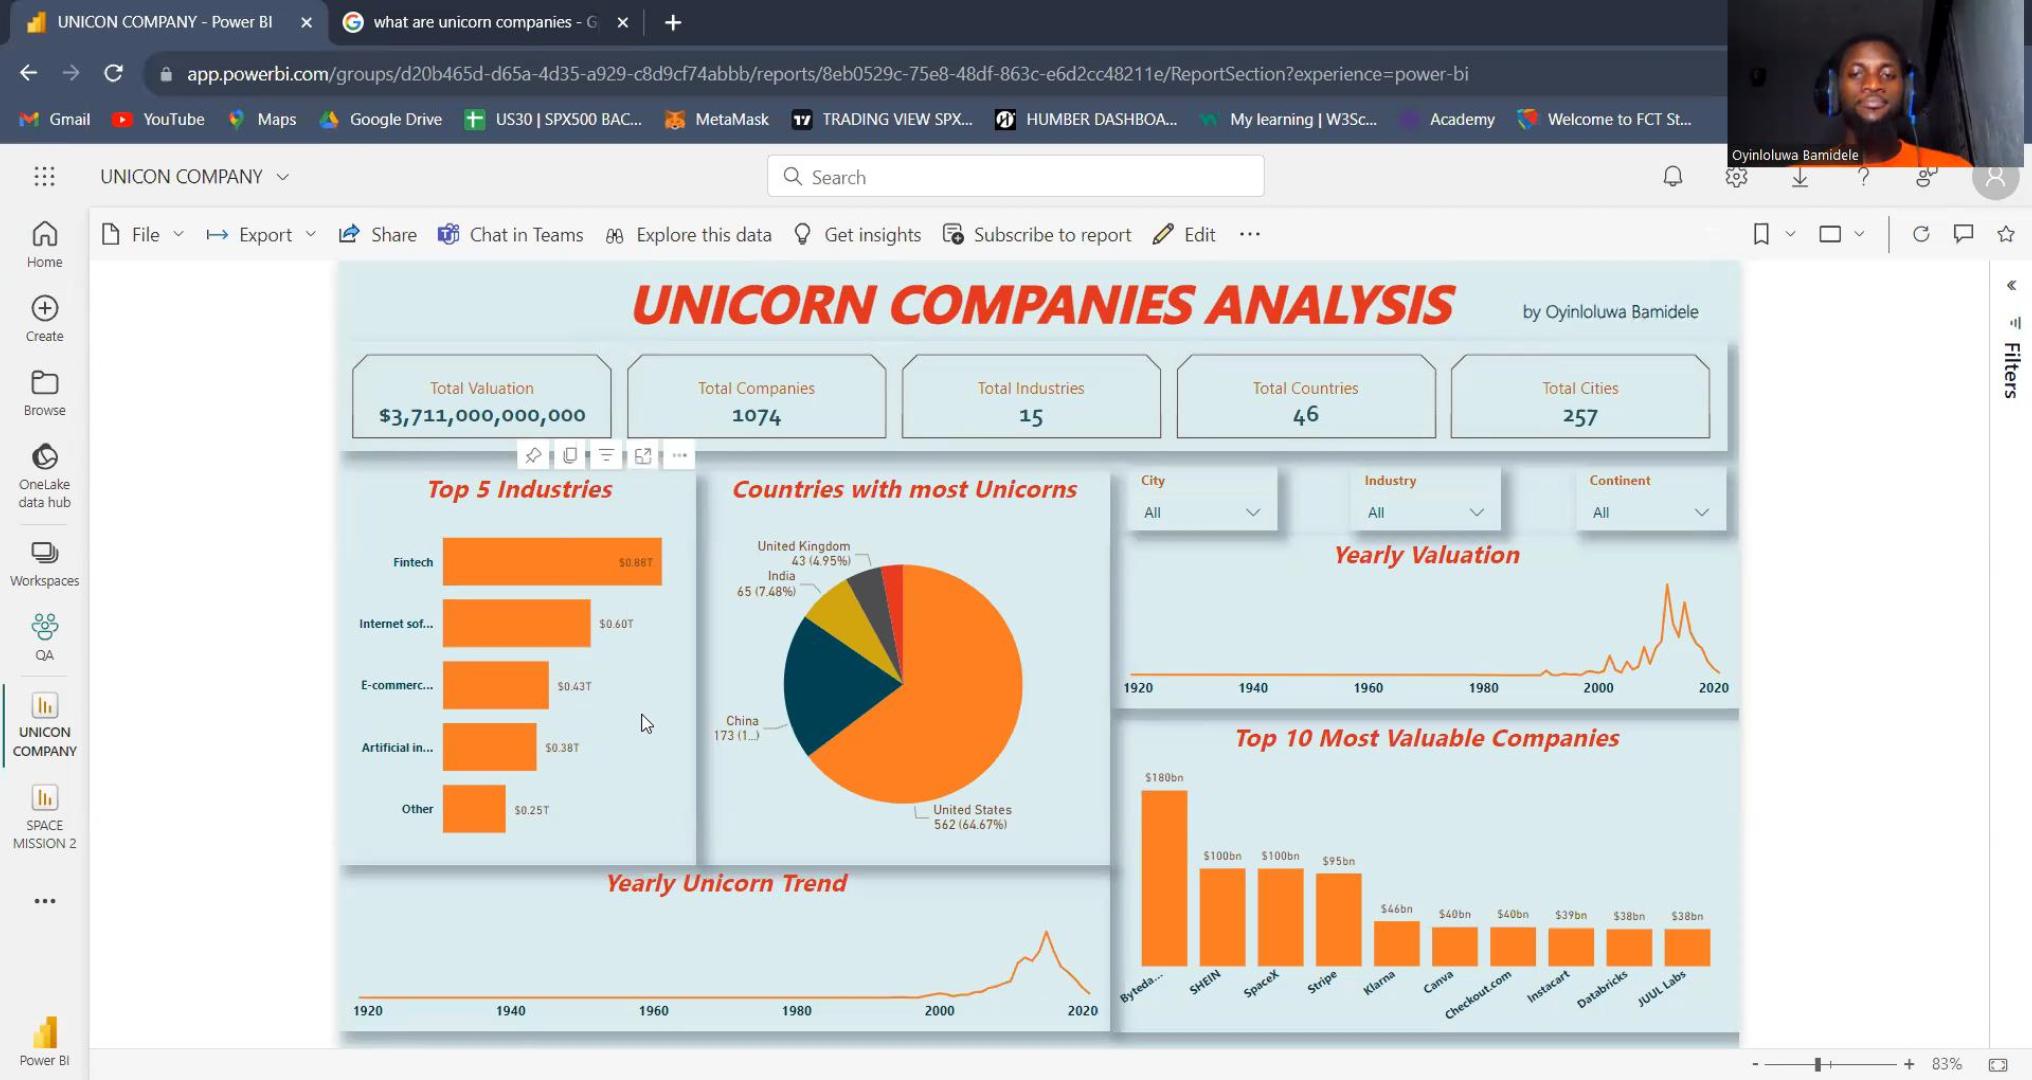 UNICON COMPANY - Power BI
what are unicorn companies - G
app.powerbi.com/groups/d20b465d-d65a-4d35-a929-c8d9cf74abbb/reports/8eb0529c-75e8-48df-863c-e6d2cc48211e/ReportSection?experience=power-bi
Gmail
YouTube
Maps
Google Drive
US30 | SPX500 BAC...
MetaMask
TRADING VIEW SPX...
HUMBER DASHBOA...
My learning | W3Sc...
Academy
Welcome to FCT St...
Oyinloluwa Bamidele
UNICON COMPANY
Search
File
Export
Share
Chat in Teams
Explore this data
Get insights
Subscribe to report
Edit
Home
Create
Browse
OneLake
data hub
Workspaces
QA
UNICON
COMPANY
SPACE
MISSION 2
Power BI
UNICORN COMPANIES ANALYSIS
by Oyinloluwa Bamidele
Total Valuation
$3,711,000,000,000
Total Companies
1074
Total Industries
15
Total Countries
46
Total Cities
257
Top 5 Industries
Fintech
$0.88T
Internet sof...
$0.60T
E-commerc...
$0.43T
Artificial in...
$0.38T
Other
$0.25T
Countries with most Unicorns
United Kingdom
43 (4.95%)
India
65 (7.48%)
China
173 (1...)
United States
562 (64.67%)
City
All
Industry
All
Continent
All
Yearly Valuation
1920
1940
1960
1980
2000
2020
Top 10 Most Valuable Companies
$180bn
$100bn
$100bn
$95bn
$46bn
$40bn
$40bn
$39bn
$38bn
$38bn
Byteda...
SHEIN
SpaceX
Stripe
Klarna
Canva
Checkout.com
Instacart
Databricks
JUUL Labs
Yearly Unicorn Trend
1920
1940
1960
1980
2000
2020
Filters
83%